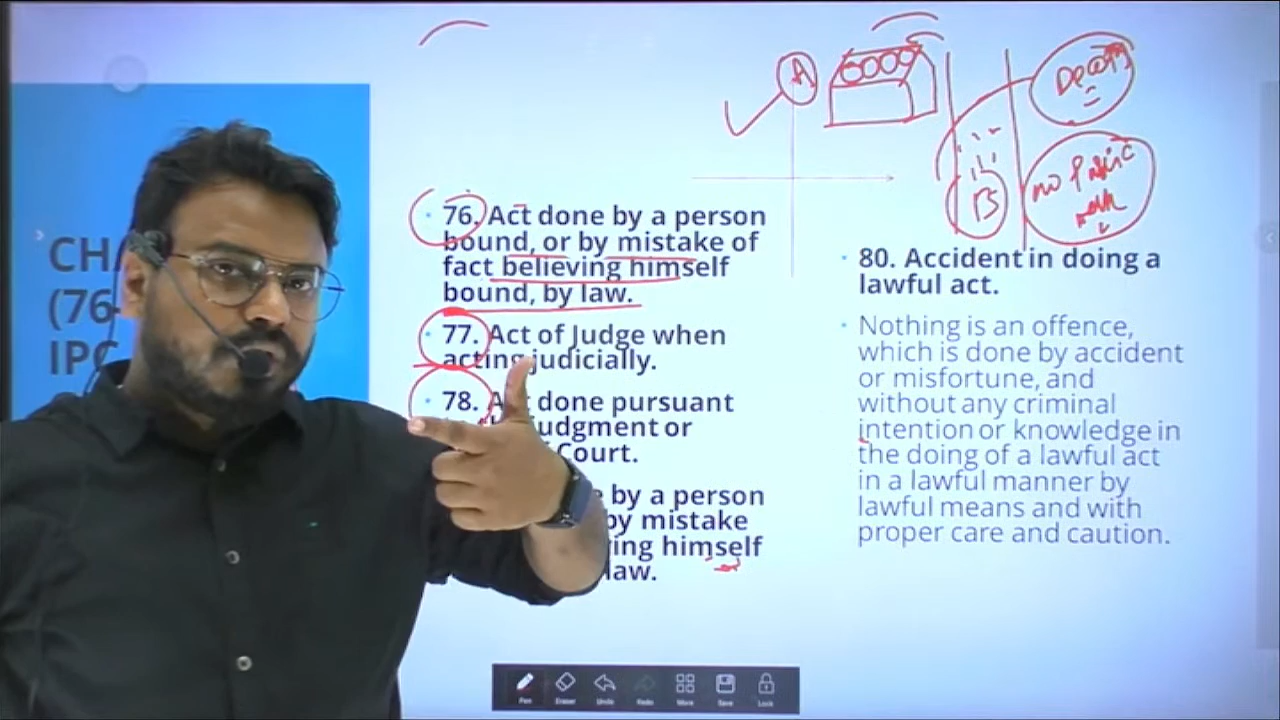 CHA
(76-
IPC
76. Act done by a person
bound, or by mistake of
fact believing himself
bound, by law.
77. Act of Judge when
acting judicially.
78. Act done pursuant
judgment or
Court.
by a person
by mistake
himself
law.
A
B
Death
no
80. Accident in doing a
lawful act.
Nothing is an offence,
which is done by accident
or misfortune, and
without any criminal
intention or knowledge in
the doing of a lawful act
in a lawful manner by
lawful means and with
proper care and caution.
Pen Eraser Undo Redo More Save Lock